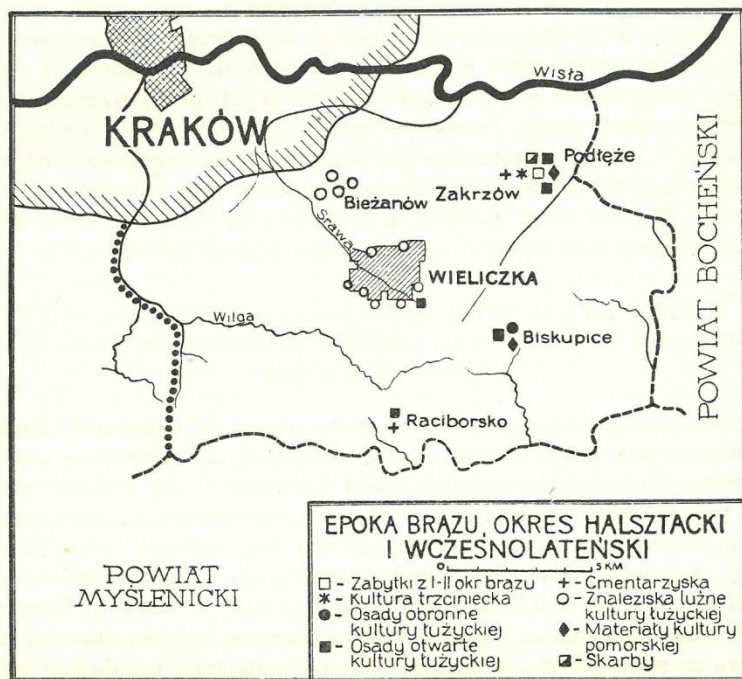 Wisła
KRAKÓW
Podłęże
Zakrzów
Bieżanów
Srawa
WIELICZKA
Wilga
Biskupice
Raciborsko
POWIAT BOCHEŃSKI
POWIAT
MYŚLENICKI
EPOKA BRĄZU, OKRES HALSZTACKI
I WCZEŚNOLATEŃSKI
0 5 KM
- Zabytki z I-II okr brązu
- Kultura trzciniecka
- Osady obronne
kultury łużyckiej
- Osady otwarte
kultury łużyckiej
- Cmentarzyska
- Znaleziska luźne
kultury łużyckiej
- Materiały kultury
pomorskiej
- Skarby